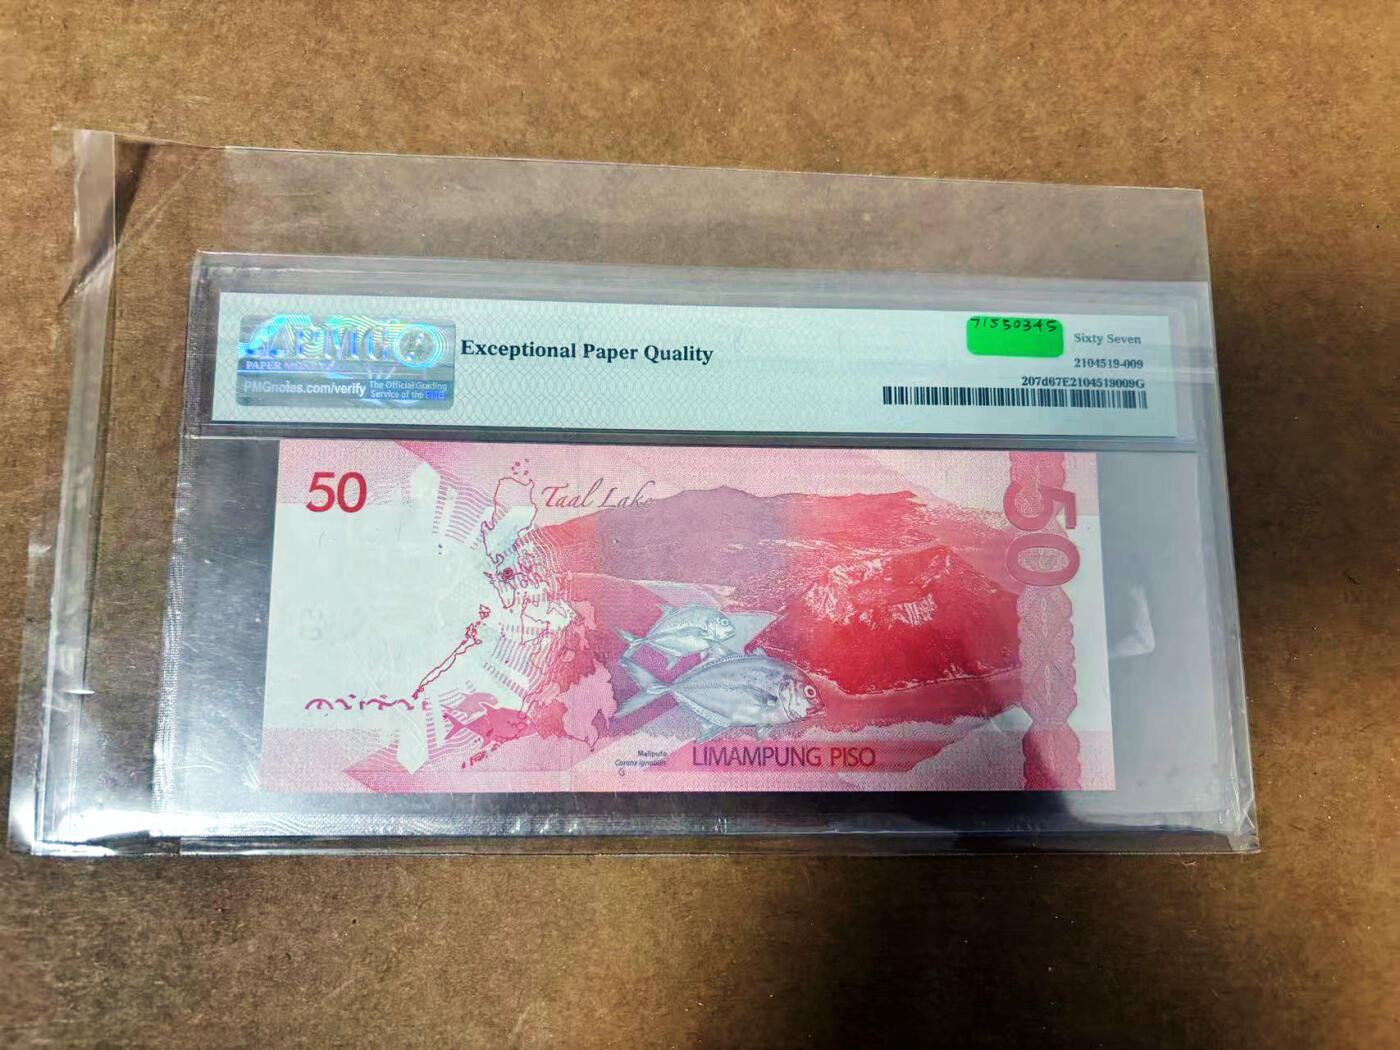 71550345
PMG
PAPER MONEY
PMGnotes.com/verify
The Official Grading
Service of the PNG
Exceptional Paper Quality
Sixty Seven
2104519-009
207d67E2104519009G
50
Taal Lake
50
Maliputo
Caranx ignobilis
G
LIMAMPUNG PISO